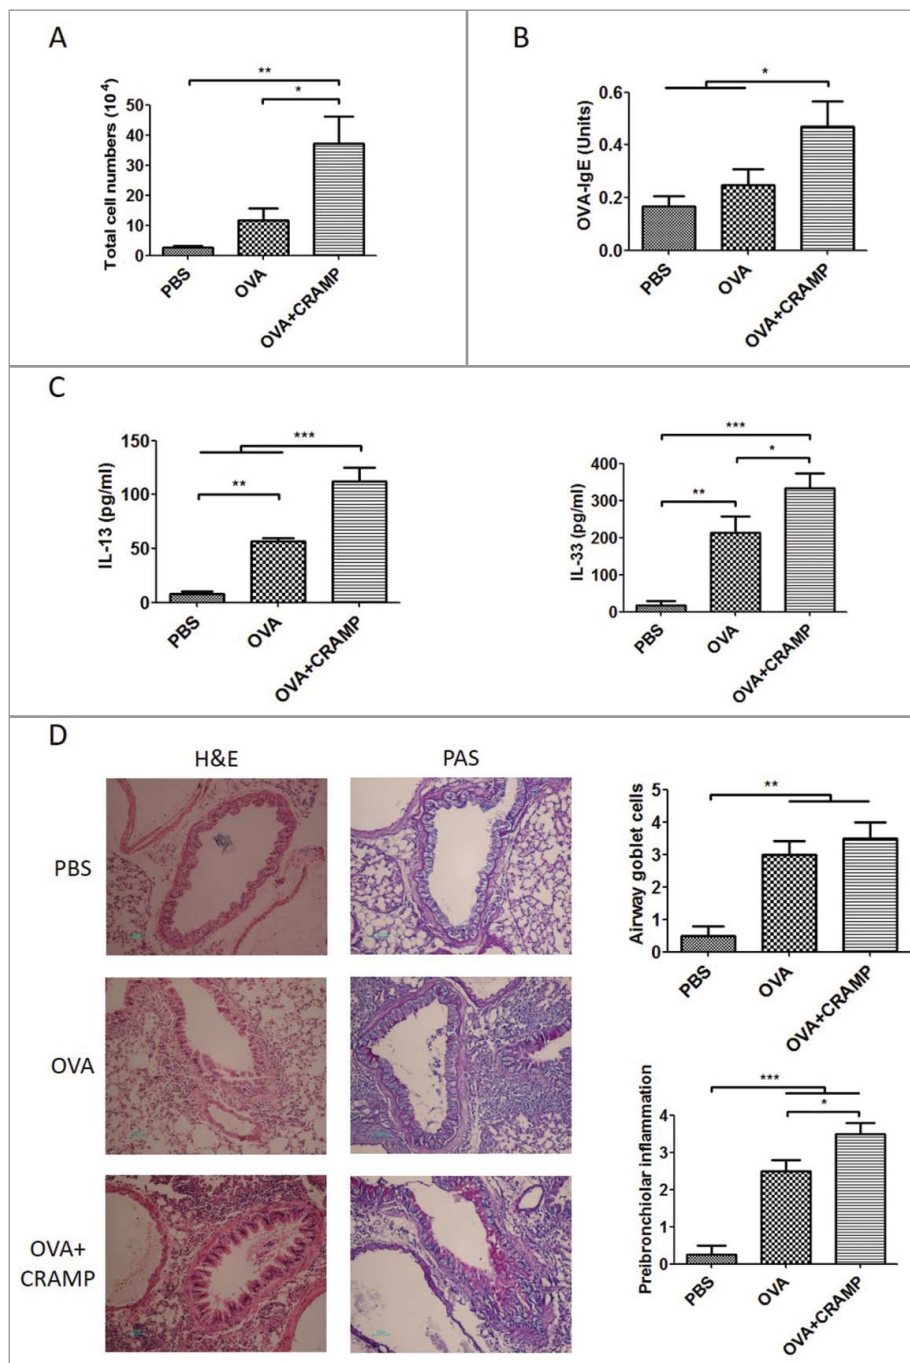 A
Total cell numbers (10⁴)
50
40
30
20
10
0
**
*
PBS
OVA
OVA+CRAMP
B
OVA-IgE (Units)
0.6
0.4
0.2
0.0
*
PBS
OVA
OVA+CRAMP
C
IL-13 (pg/ml)
150
100
50
0
***
**
PBS
OVA
OVA+CRAMP
IL-33 (pg/ml)
400
300
200
100
0
***
*
**
PBS
OVA
OVA+CRAMP
D
H&E
PAS
PBS
OVA
OVA+
CRAMP
Airway goblet cells
5
4
3
2
1
0
**
PBS
OVA
OVA+CRAMP
Preibronchiolar inflammation
4
3
2
1
0
***
*
PBS
OVA
OVA+CRAMP